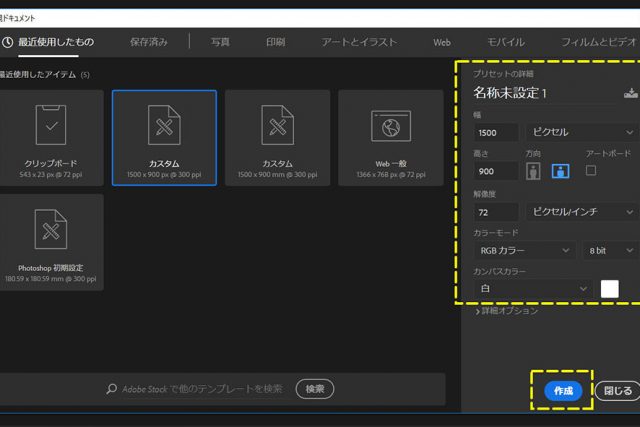 規ドキュメント
最近使用したもの 保存済み 写真 印刷 アートとイラスト Web モバイル フィルムとビデオ
最近使用したアイテム (5)
クリップボード
543 x 23 px @ 72 ppi
カスタム
1500 x 900 px @ 300 ppi
カスタム
1500 x 900 mm @ 300 ppi
Web 一般
1366 x 768 px @ 72 ppi
Photoshop 初期設定
180.59 x 180.59 mm @ 300 ppi
Adobe Stock で他のテンプレートを検索
検索
プリセットの詳細
名称未設定 1
幅
1500 ピクセル
高さ 方向 アートボード
900
解像度
72 ピクセル/インチ
カラーモード
RGB カラー 8 bit
カンバスカラー
白
詳細オプション
作成 閉じる